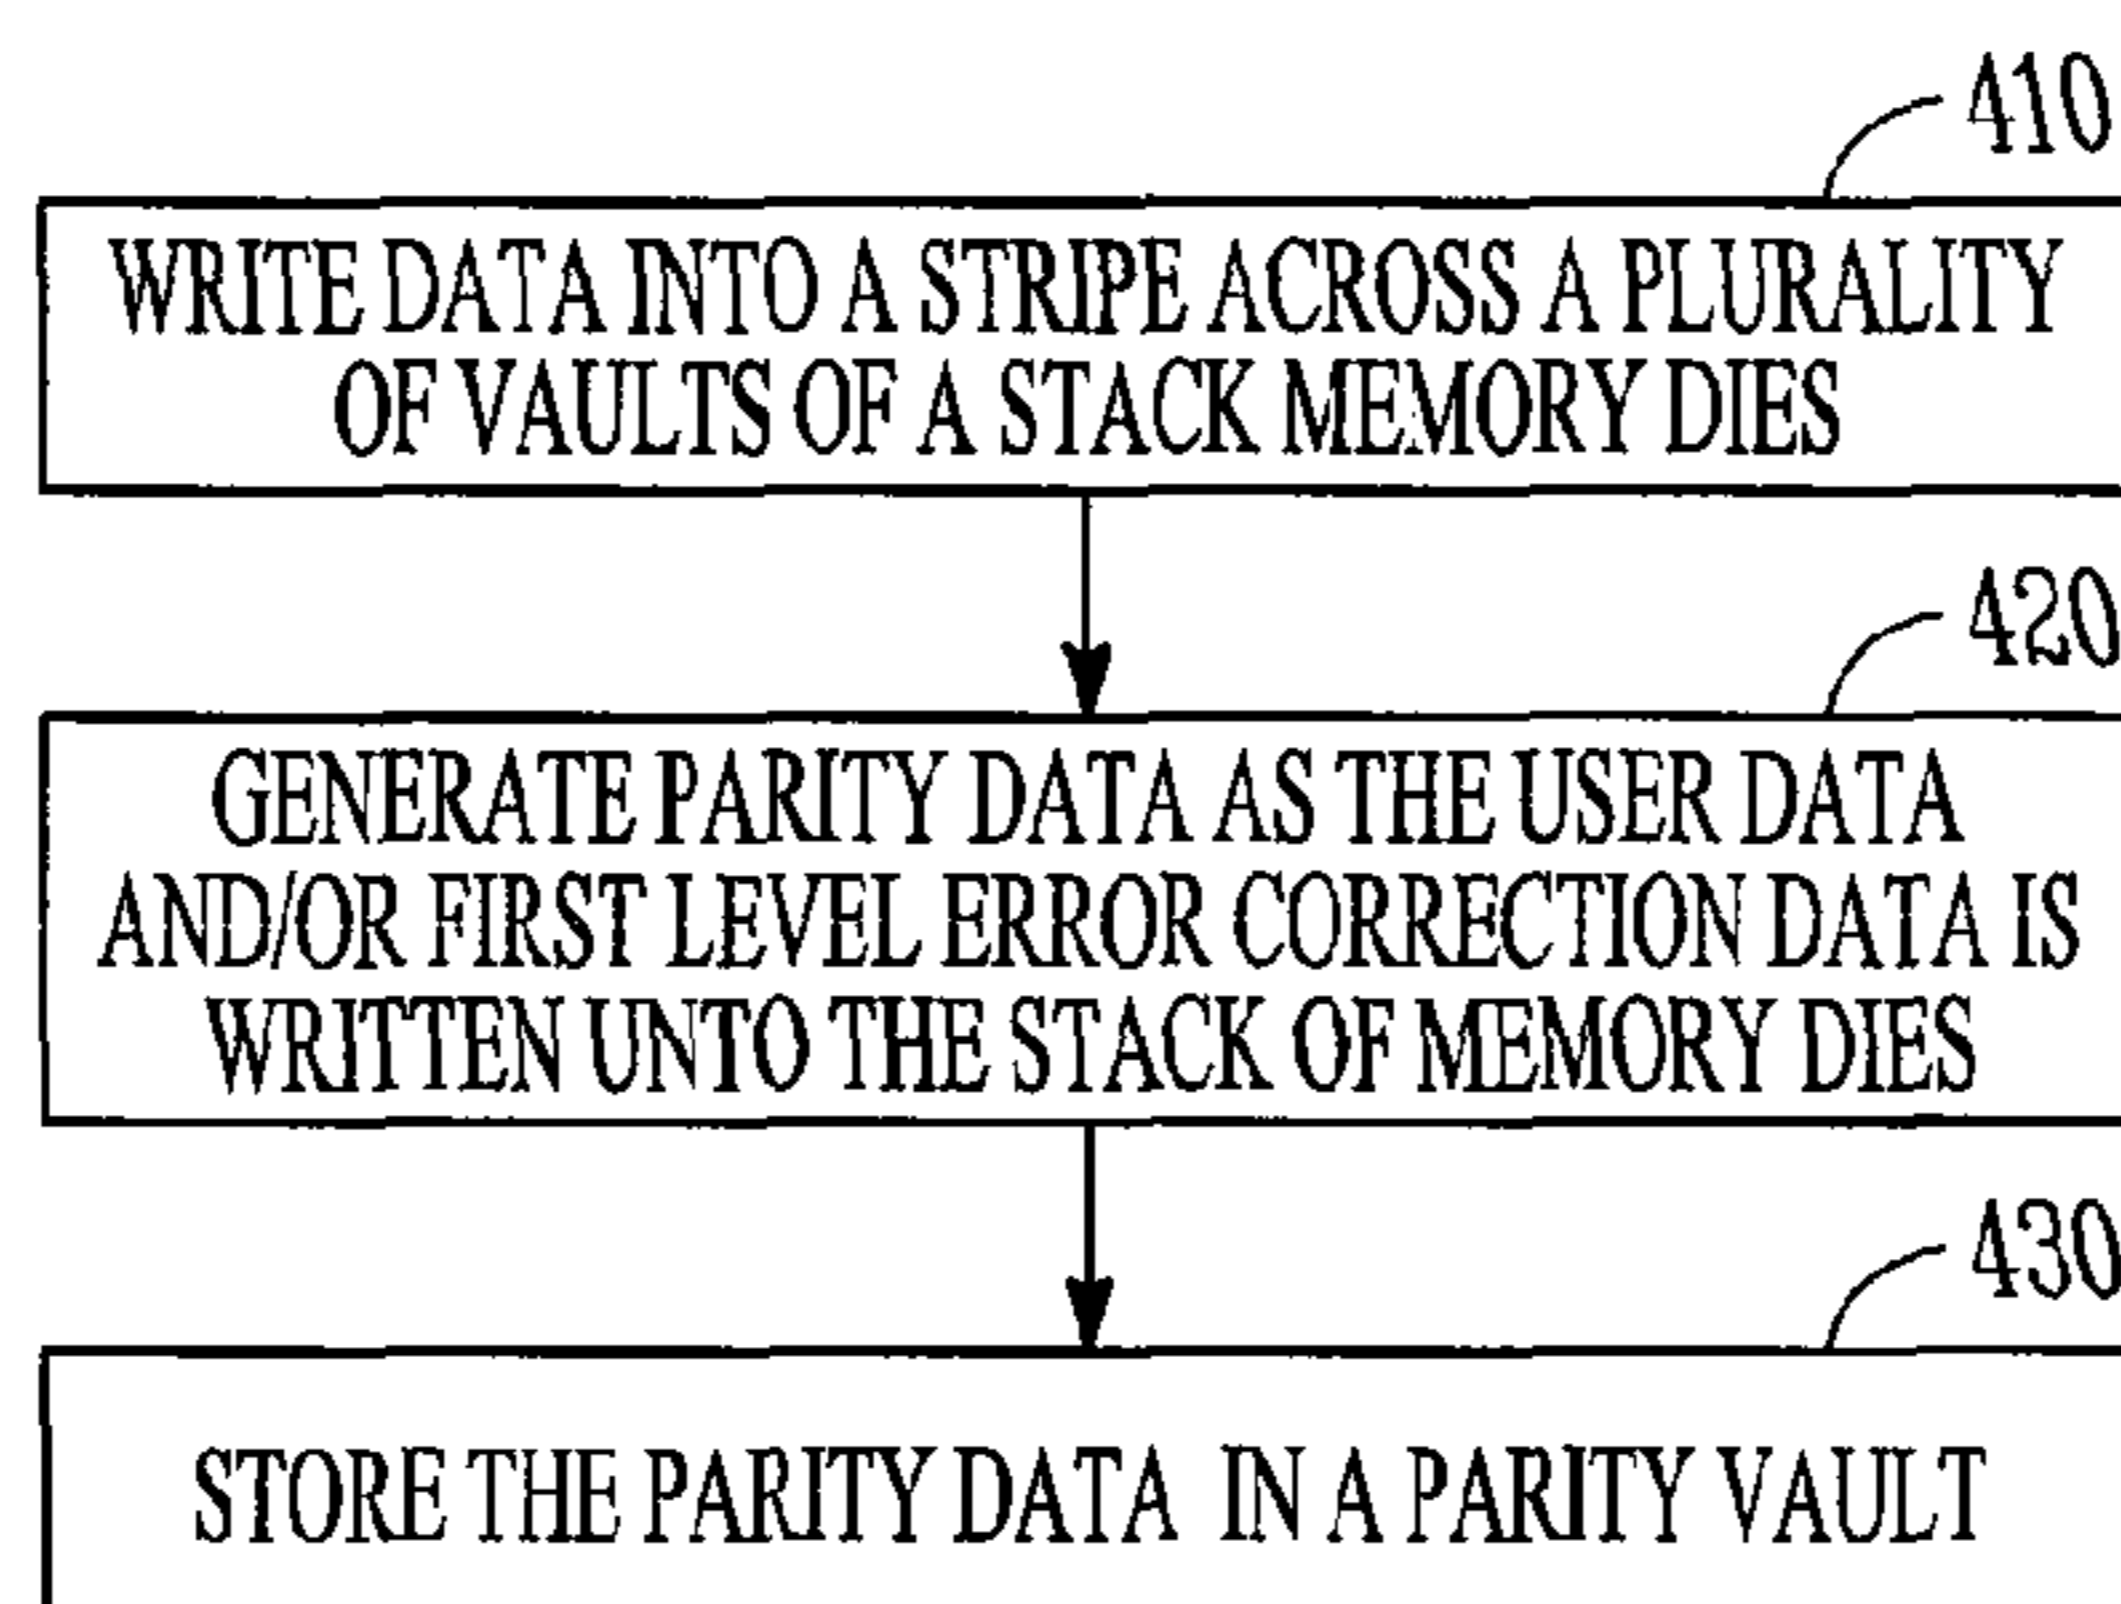 410
WRITE DATA INTO A STRIPE ACROSS A PLURALITY
OF VAULTS OF A STACK MEMORY DIES
420
GENERATE PARITY DATA AS THE USER DATA
AND/OR FIRST LEVEL ERROR CORRECTION DATA IS
WRITTEN UNTO THE STACK OF MEMORY DIES
430
STORE THE PARITY DATA IN A PARITY VAULT